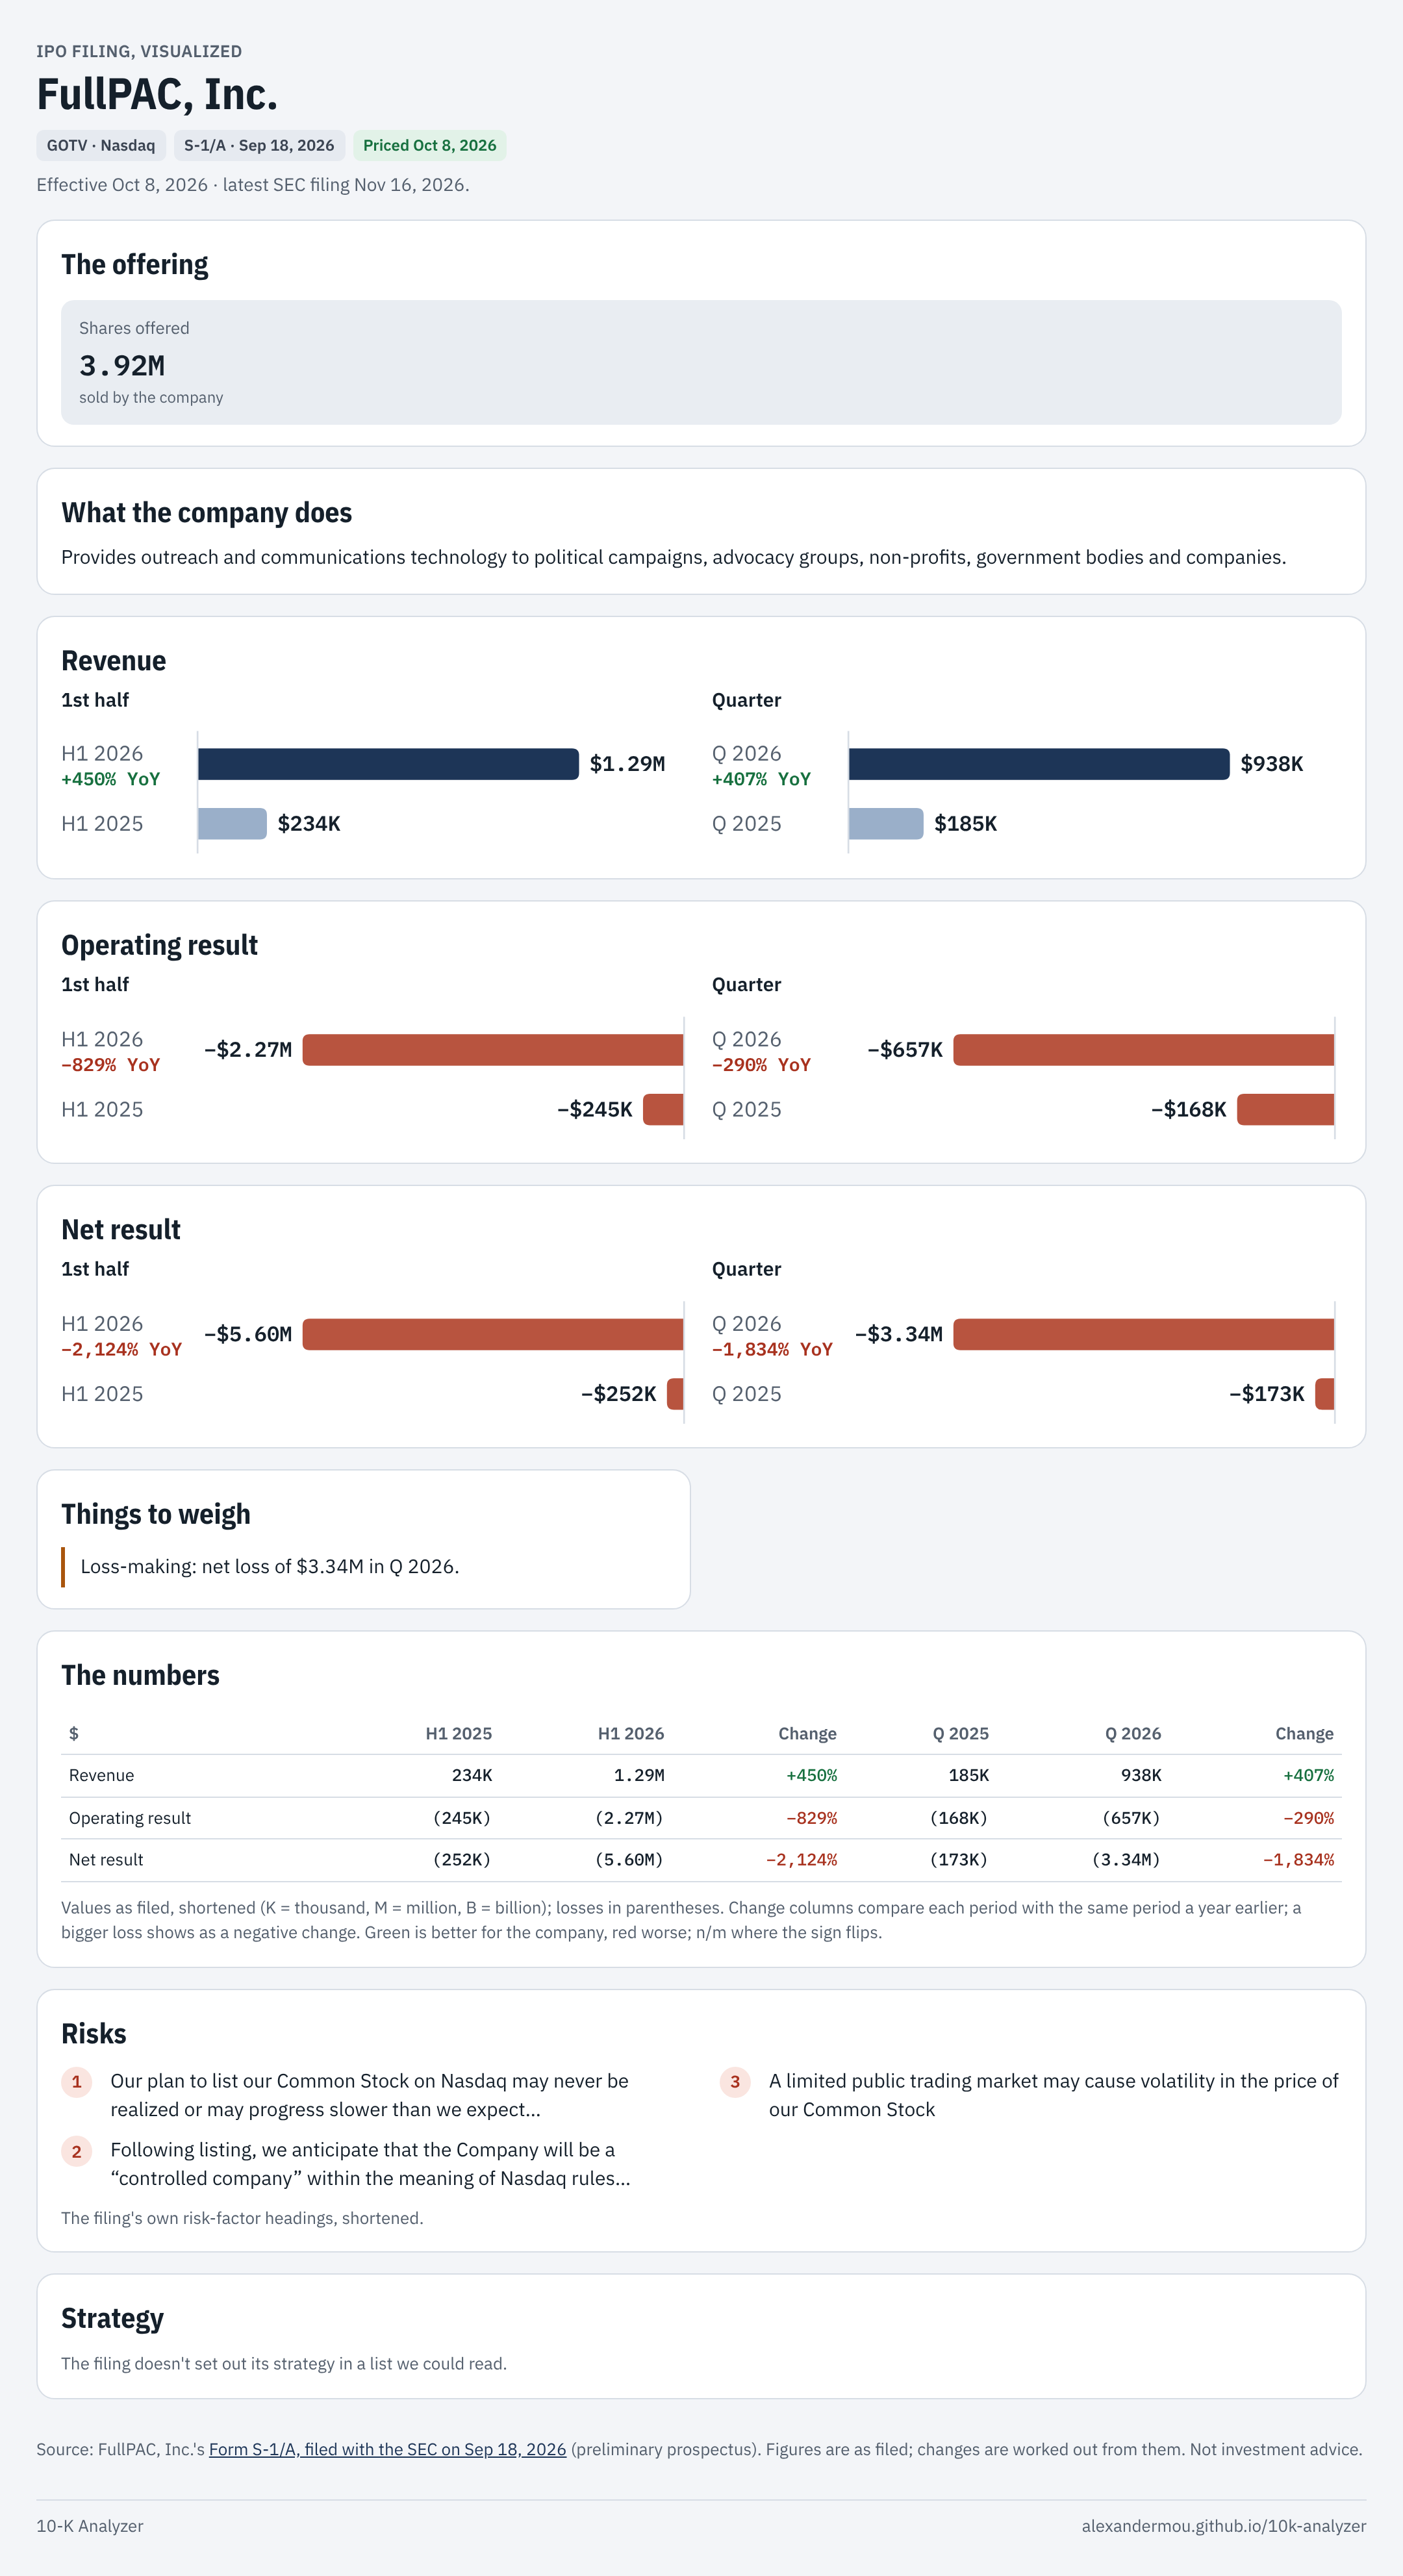 IPO FILING, VISUALIZED
FullPAC, Inc.
GOTV · Nasdaq
S-1/A · Sep 18, 2026
Priced Oct 8, 2026
Effective Oct 8, 2026 · latest SEC filing Nov 16, 2026.
The offering
Shares offered
3.92M
sold by the company
What the company does
Provides outreach and communications technology to political campaigns, advocacy groups, non-profits, government bodies and companies.
Revenue
1st half
H1 2026
+450% YoY
$1.29M
H1 2025
$234K
Quarter
Q 2026
+407% YoY
$938K
Q 2025
$185K
Operating result
1st half
H1 2026
−829% YoY
−$2.27M
H1 2025
−$245K
Quarter
Q 2026
−290% YoY
−$657K
Q 2025
−$168K
Net result
1st half
H1 2026
−2,124% YoY
−$5.60M
H1 2025
−$252K
Quarter
Q 2026
−1,834% YoY
−$3.34M
Q 2025
−$173K
Things to weigh
Loss-making: net loss of $3.34M in Q 2026.
The numbers
$ H1 2025 H1 2026 Change Q 2025 Q 2026 Change
Revenue 234K 1.29M +450% 185K 938K +407%
Operating result (245K) (2.27M) −829% (168K) (657K) −290%
Net result (252K) (5.60M) −2,124% (173K) (3.34M) −1,834%
Values as filed, shortened (K = thousand, M = million, B = billion); losses in parentheses. Change columns compare each period with the same period a year earlier; a
bigger loss shows as a negative change. Green is better for the company, red worse; n/m where the sign flips.
Risks
1 Our plan to list our Common Stock on Nasdaq may never be
realized or may progress slower than we expect…
2 Following listing, we anticipate that the Company will be a
“controlled company” within the meaning of Nasdaq rules…
3 A limited public trading market may cause volatility in the price of
our Common Stock
The filing's own risk-factor headings, shortened.
Strategy
The filing doesn't set out its strategy in a list we could read.
Source: FullPAC, Inc.'s Form S-1/A, filed with the SEC on Sep 18, 2026 (preliminary prospectus). Figures are as filed; changes are worked out from them. Not investment advice.
10-K Analyzer
alexandermou.github.io/10k-analyzer